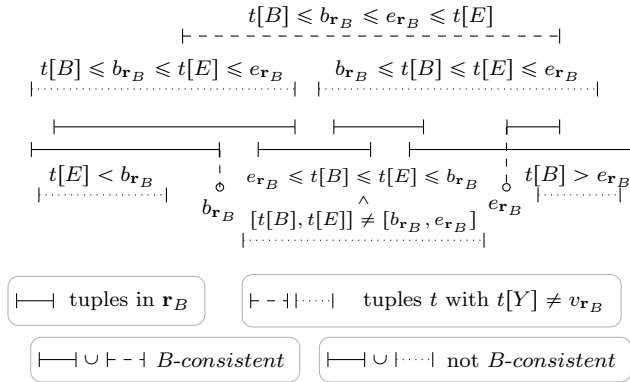 t[B] ⩽ b_{r_B} ⩽ e_{r_B} ⩽ t[E]
t[B] ⩽ b_{r_B} ⩽ t[E] ⩽ e_{r_B}
b_{r_B} ⩽ t[B] ⩽ t[E] ⩽ e_{r_B}
t[E] < b_{r_B}
e_{r_B} ⩽ t[B] ⩽ t[E] ⩽ b_{r_B}
t[B] > e_{r_B}
∧
b_{r_B}
[t[B], t[E]] ≠ [b_{r_B}, e_{r_B}]
e_{r_B}
tuples in r_B
tuples t with t[Y] ≠ v_{r_B}
∪ B-consistent
∪ not B-consistent